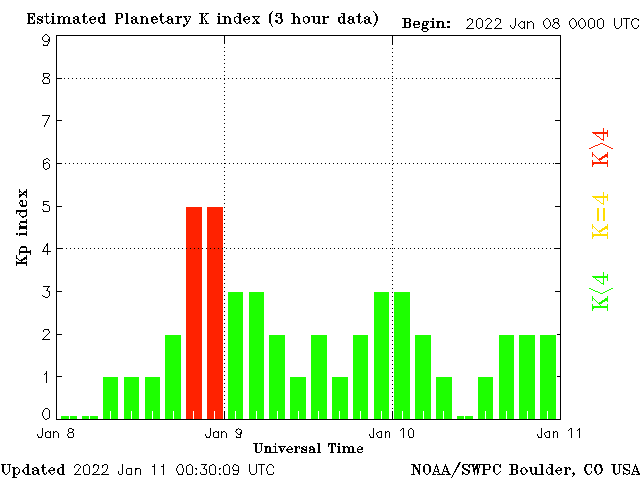 Estimated Planetary K index (3 hour data) Begin: 2022 Jan 08 0000 UTC
9
8
7
6
5
4
3
2
1
0
Kp index
K>4
K=4
K<4
Jan 8 Jan 9 Jan 10 Jan 11
Universal Time
Updated 2022 Jan 11 00:30:09 UTC NOAA/SWPC Boulder, CO USA